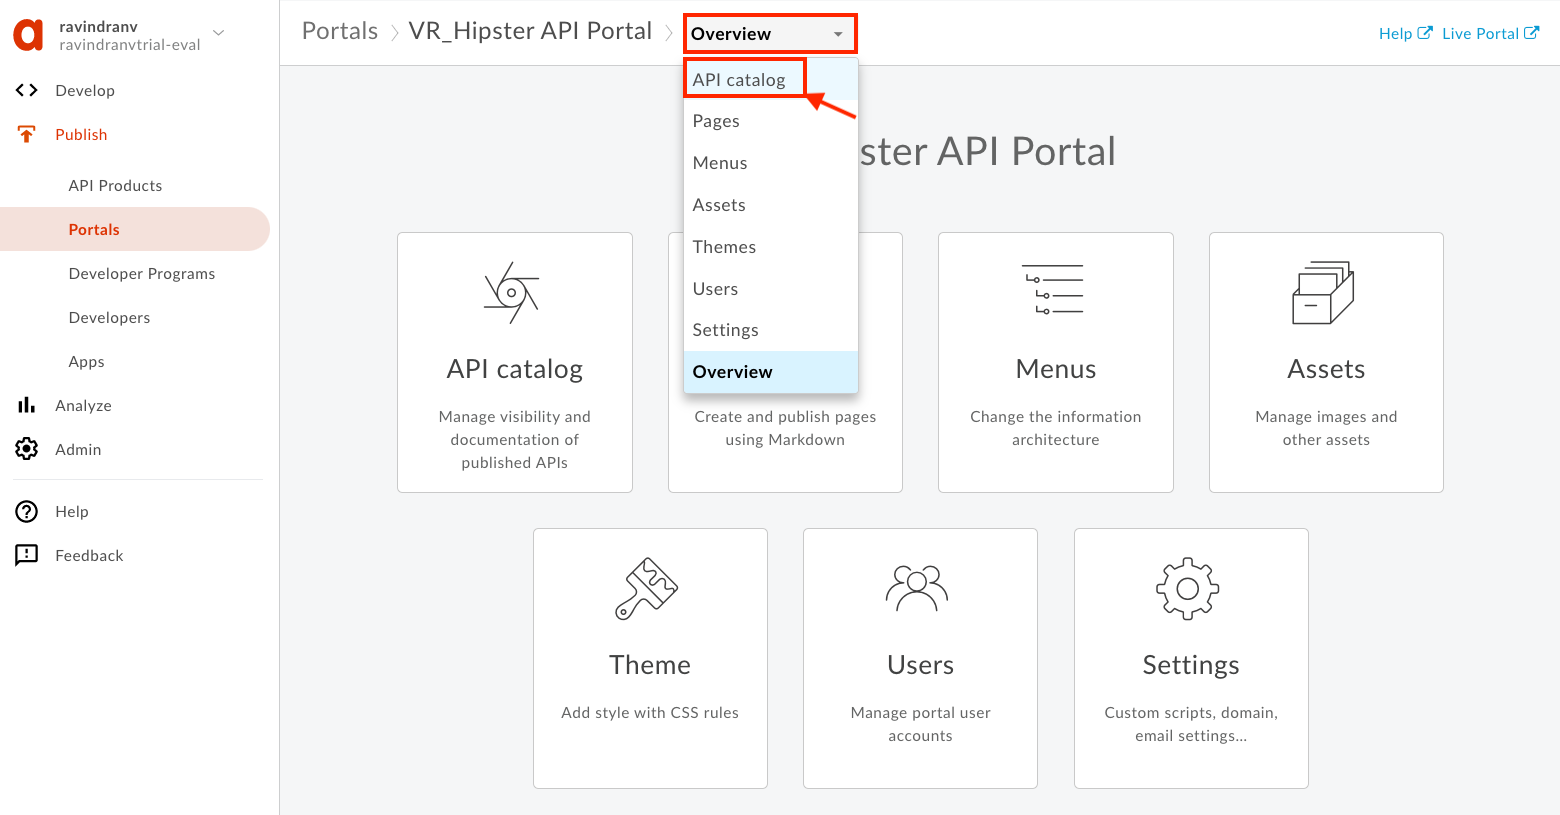 ravindranv
ravindranvtrial-eval
Develop
Publish
API Products
Portals
Developer Programs
Developers
Apps
Analyze
Admin
Help
Feedback
Portals
VR_Hipster API Portal
Overview
Help
Live Portal
API catalog
Pages
Menus
Assets
Themes
Users
Settings
Overview
ster API Portal
API catalog
Manage visibility and
documentation of
published APIs
Create and publish pages
using Markdown
Menus
Change the information
architecture
Assets
Manage images and
other assets
Theme
Add style with CSS rules
Users
Manage portal user
accounts
Settings
Custom scripts, domain,
email settings...